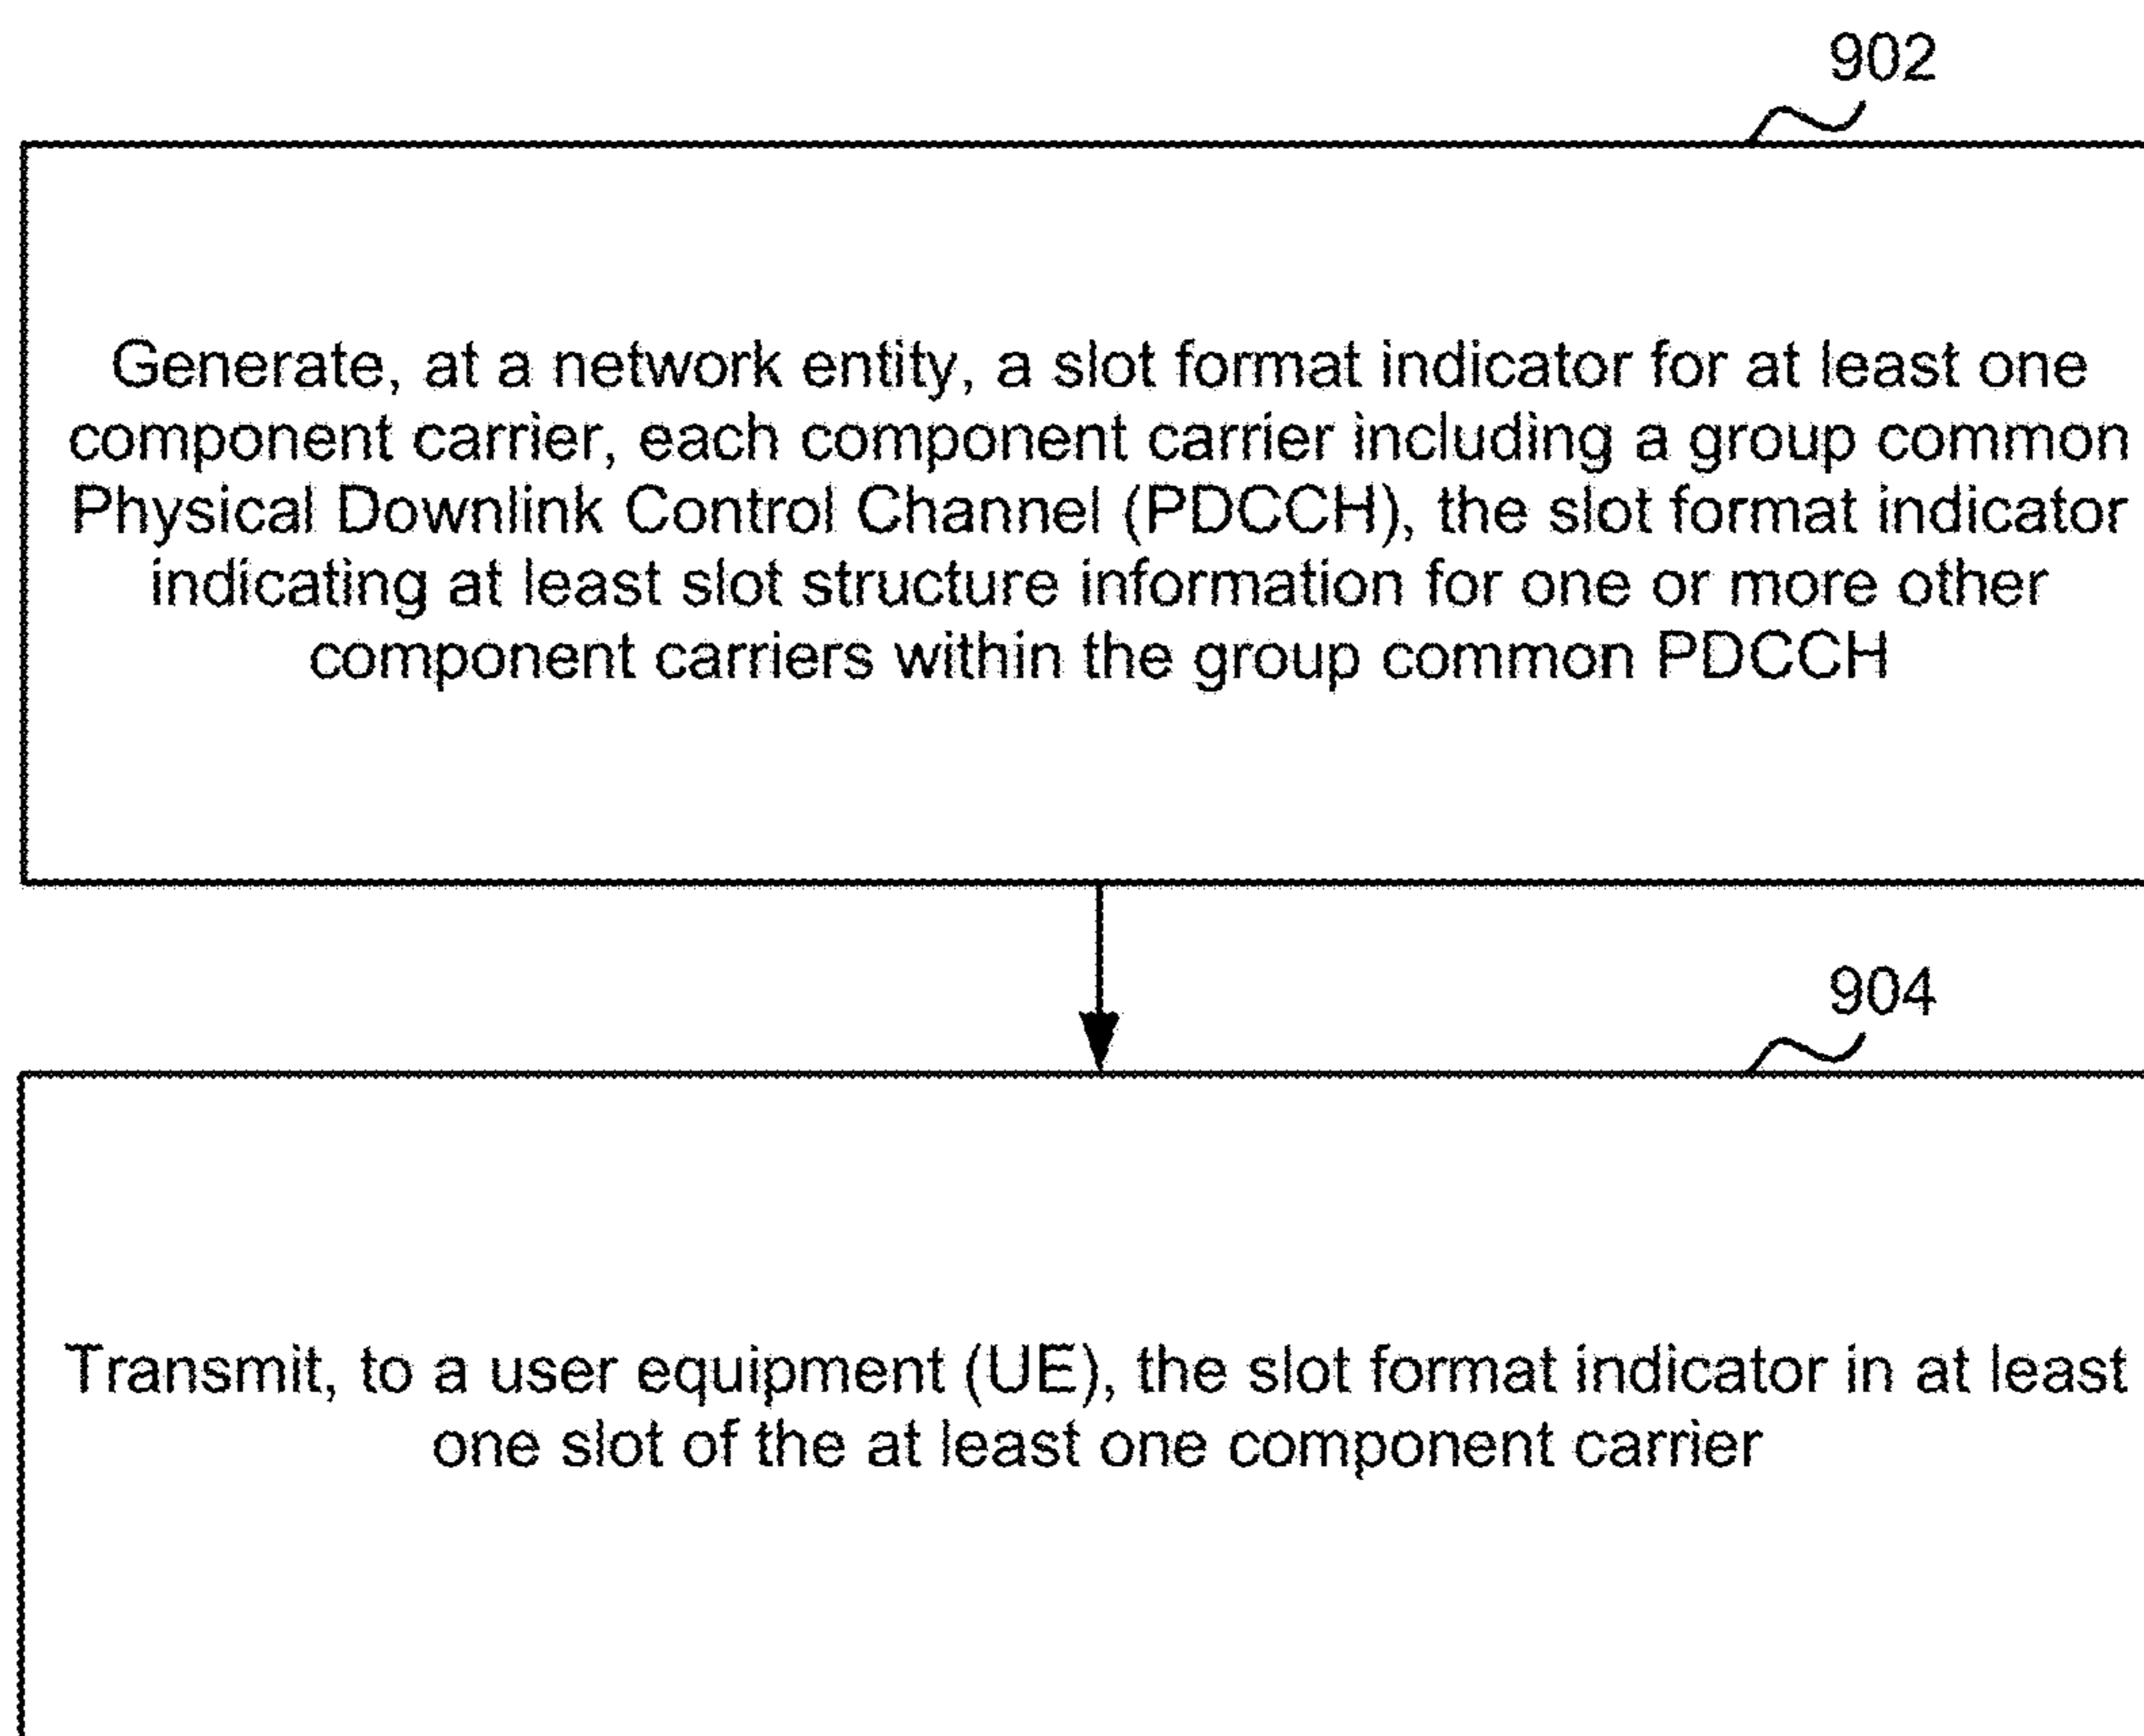 902
Generate, at a network entity, a slot format indicator for at least one
component carrier, each component carrier including a group common
Physical Downlink Control Channel (PDCCH), the slot format indicator
indicating at least slot structure information for one or more other
component carriers within the group common PDCCH
904
Transmit, to a user equipment (UE), the slot format indicator in at least
one slot of the at least one component carrier